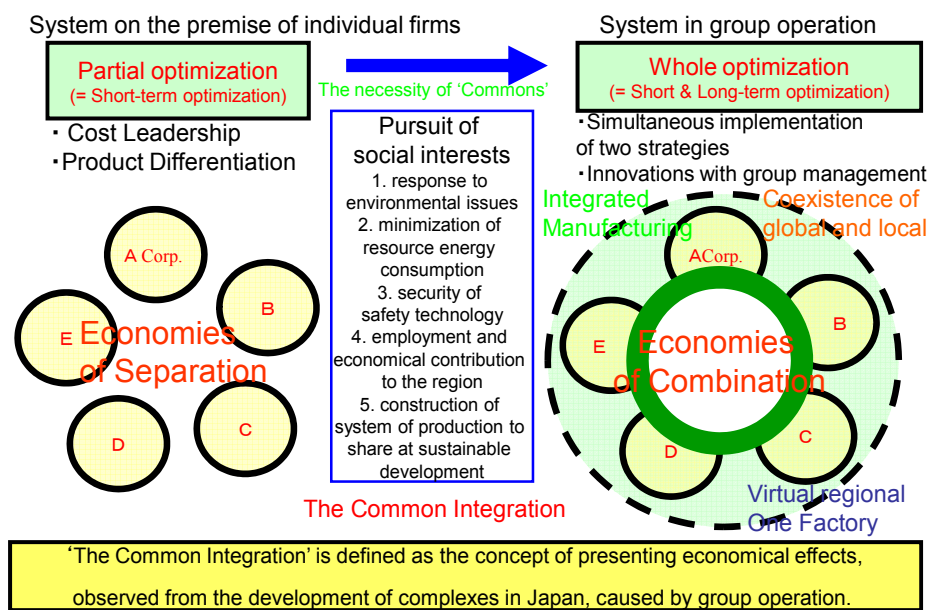 System on the premise of individual firms
Partial optimization
(= Short-term optimization)
・Cost Leadership
・Product Differentiation
A Corp.
B
E
Economies
of Separation
D
C
The necessity of ‘Commons’
Pursuit of
social interests
1. response to
environmental issues
2. minimization of
resource energy
consumption
3. security of
safety technology
4. employment and
economical contribution
to the region
5. construction of
system of production to
share at sustainable
development
The Common Integration
System in group operation
Whole optimization
(= Short & Long-term optimization)
・Simultaneous implementation
of two strategies
・Innovations with group management
Integrated
Manufacturing
Coexistence of
global and local
ACorp.
B
E
Economies
of Combination
D
C
Virtual regional
One Factory
‘The Common Integration’ is defined as the concept of presenting economical effects,
observed from the development of complexes in Japan, caused by group operation.